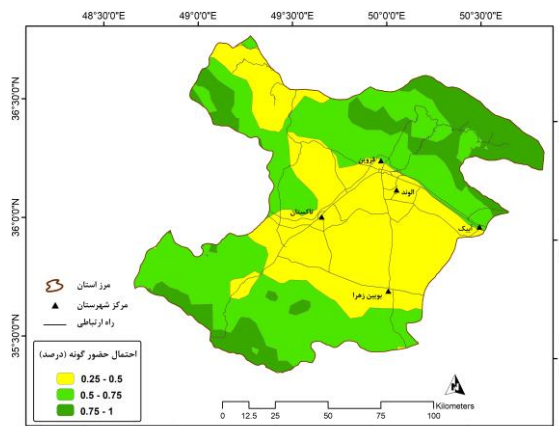 48°30'0"E 49°0'0"E 49°30'0"E 50°0'0"E 50°30'0"E
36°30'0"N
36°0'0"N
35°30'0"N
قزوین
الوند
تاکستان
آبیک
بویین زهرا
مرز استان
مرکز شهرستان
راه ارتباطی
احتمال حضور گونه (درصد)
0.25 - 0.5
0.5 - 0.75
0.75 - 1
N
Kilometers
0 12.5 25 50 75 100